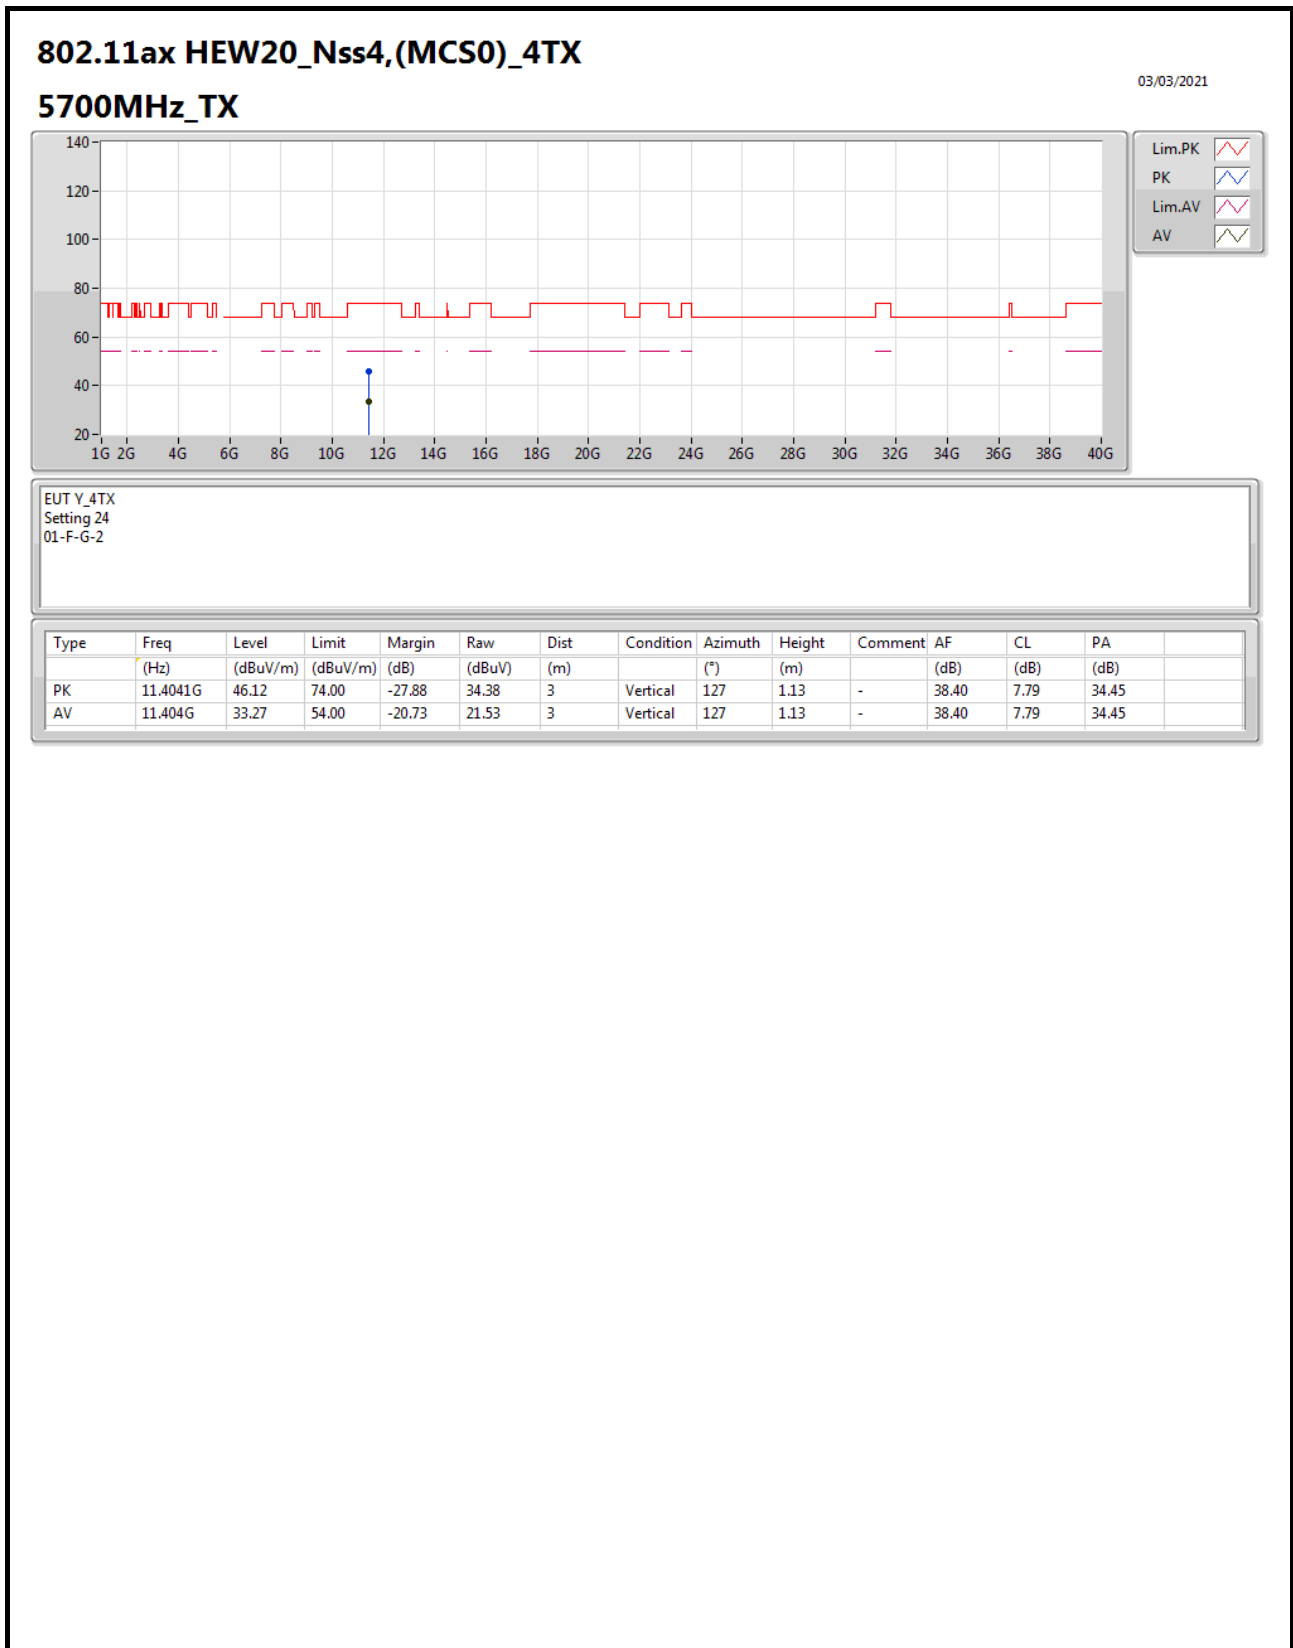 802.11ax HEW20_Nss4,(MCS0)_4TX
03/03/2021
5700MHz_TX
140
120
100
80
60
40
20
1G 2G 4G 6G 8G 10G 12G 14G 16G 18G 20G 22G 24G 26G 28G 30G 32G 34G 36G 38G 40G
Lim.PK
PK
Lim.AV
AV
EUT Y_4TX
Setting 24
01-F-G-2
Type Freq Level Limit Margin Raw Dist Condition Azimuth Height Comment AF CL PA
(Hz) (dBuV/m) (dBuV/m) (dB) (dBuV) (m) (°) (m) (dB) (dB) (dB)
PK 11.4041G 46.12 74.00 -27.88 34.38 3 Vertical 127 1.13 - 38.40 7.79 34.45
AV 11.404G 33.27 54.00 -20.73 21.53 3 Vertical 127 1.13 - 38.40 7.79 34.45